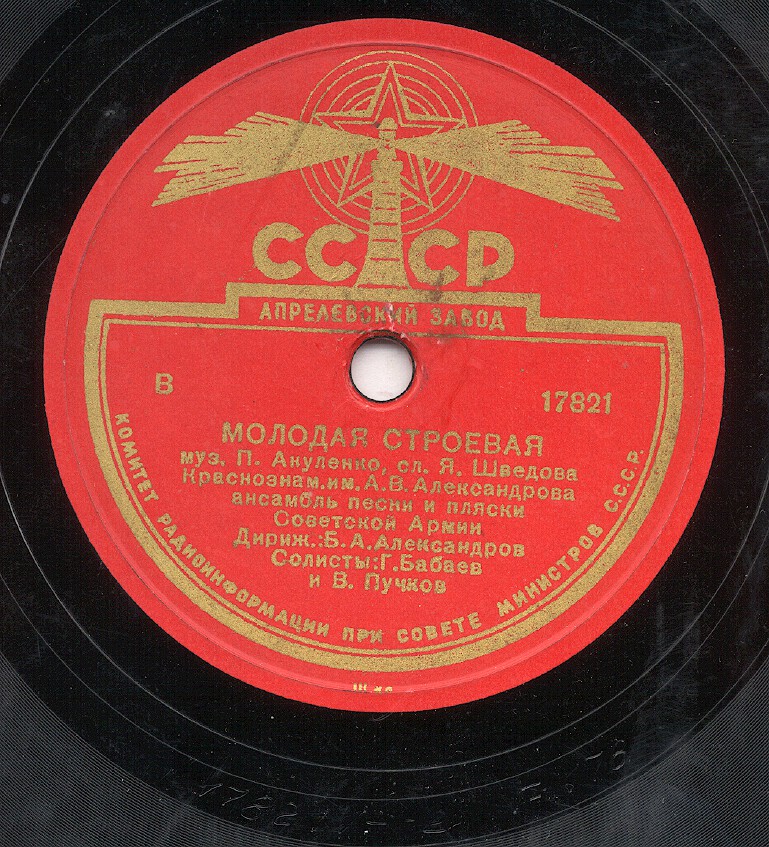 СССР
АПРЕЛЕВСКИЙ ЗАВОД
В
17821
МОЛОДАЯ СТРОЕВАЯ
муз. П. Акуленко, сл. Я. Шведова
Краснознам.им.А.В.Александрова
ансамбль песни и пляски
Советской Армии
Дириж.:Б.А.Александров
Солисты:Г.Бабаев
и В. Пучков
КОМИТЕТ РАДИОИНФОРМАЦИИ ПРИ СОВЕТЕ МИНИСТРОВ С.С.С.Р.